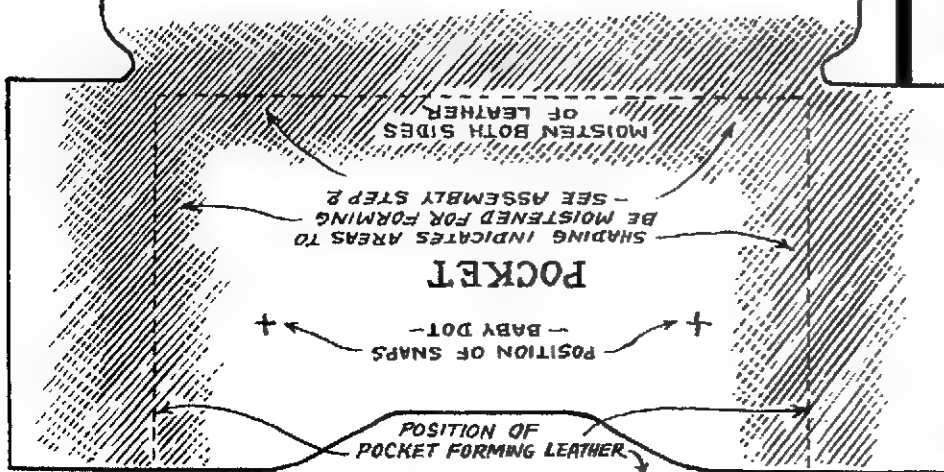 POSITION OF SNAPS
- BABY DOT -
POCKET
SHADING INDICATES AREAS TO
BE MOISTENED FOR FORMING
- SEE ASSEMBLY STEP 2
MOISTEN BOTH SIDES
OF LEATHER
POSITION OF
POCKET FORMING LEATHER